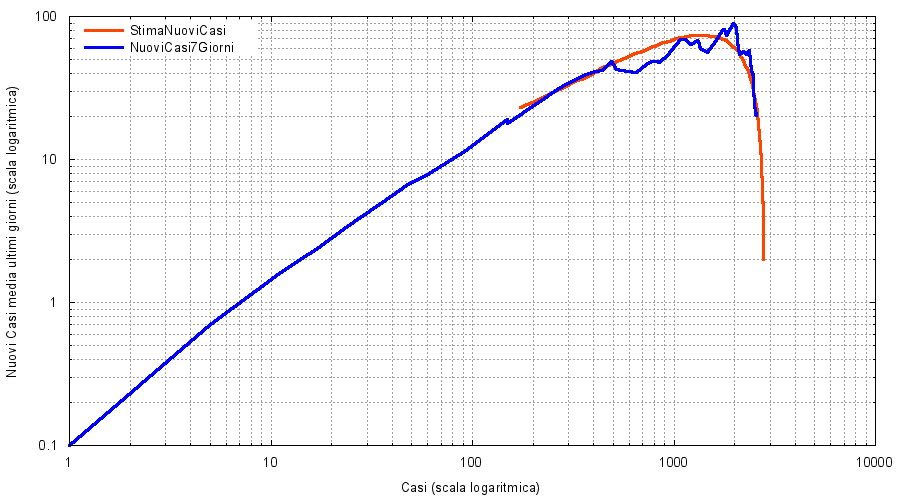 100
StimaNuoviCasi
NuoviCasi7Giorni
10
1
0.1
Nuovi Casi media ultimi giorni (scala logaritmica)
1 10 100 1000 10000
Casi (scala logaritmica)